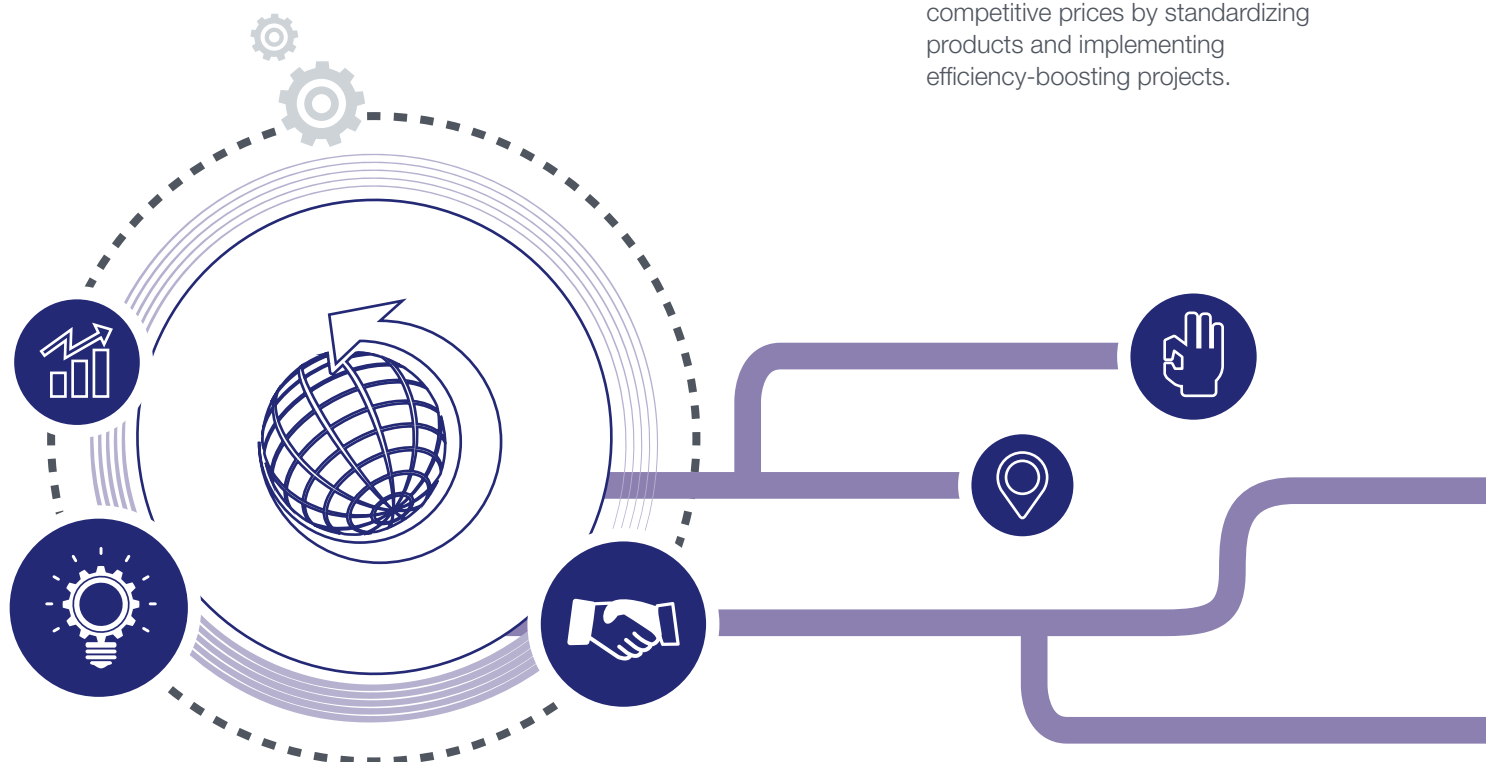 competitive prices by standardizing
products and implementing
efficiency-boosting projects.